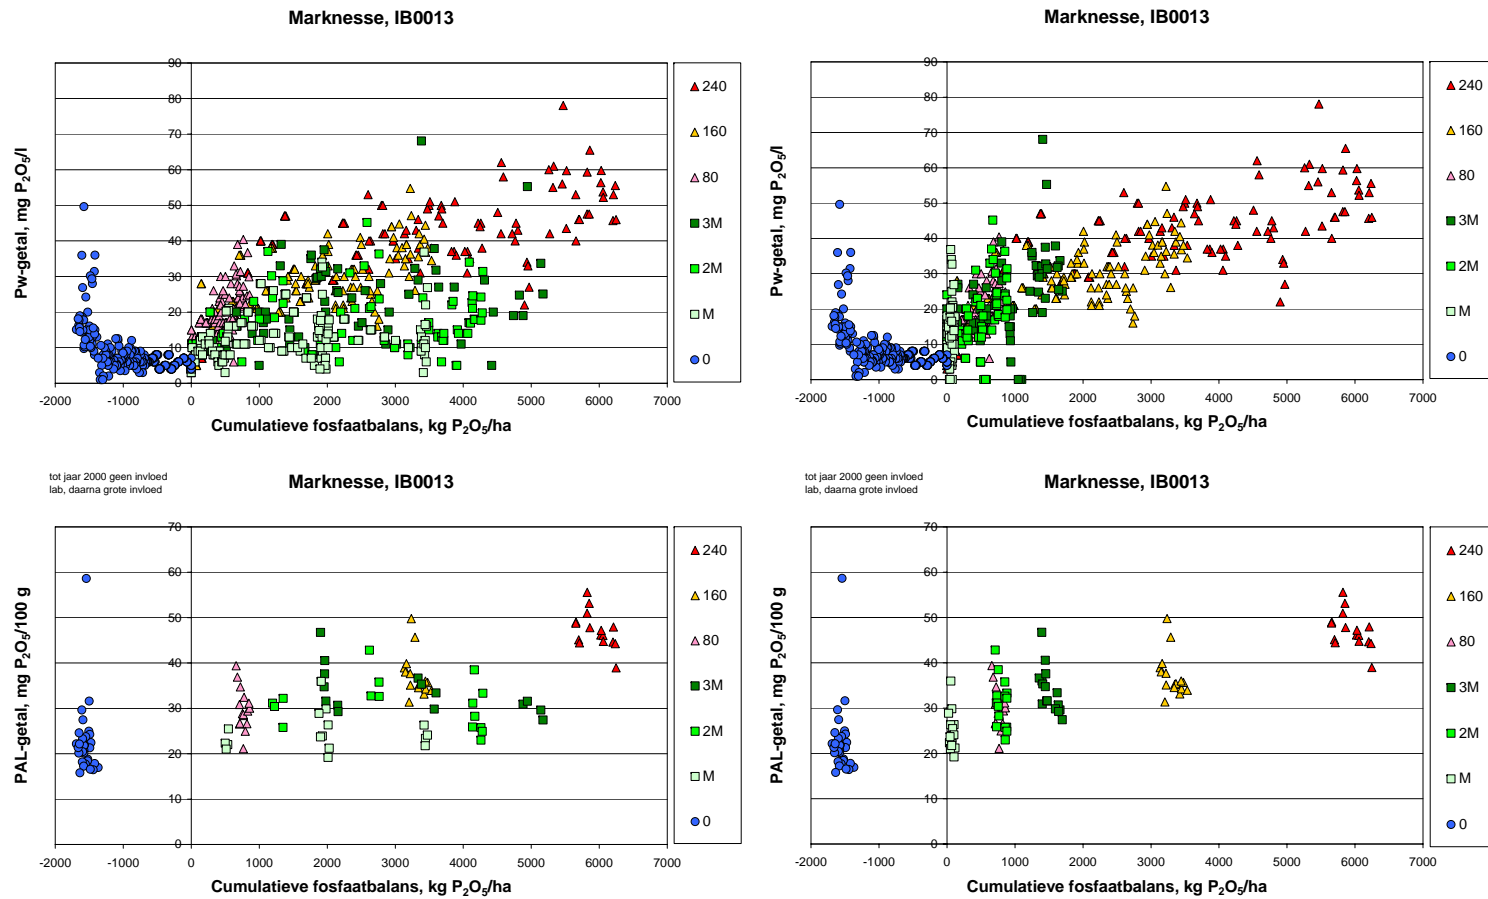 Marknesse, IB0013
Pw-getal, mg P2O5/l
90
80
70
60
50
40
30
20
10
0
-2000 -1000 0 1000 2000 3000 4000 5000 6000 7000
Cumulatieve fosfaatbalans, kg P2O5/ha
240
160
80
3M
2M
M
0
Marknesse, IB0013
Pw-getal, mg P2O5/l
90
80
70
60
50
40
30
20
10
0
-2000 -1000 0 1000 2000 3000 4000 5000 6000 7000
Cumulatieve fosfaatbalans, kg P2O5/ha
240
160
80
3M
2M
M
0
tot jaar 2000 geen invloed
lab, daarna grote invloed
Marknesse, IB0013
PAL-getal, mg P2O5/100 g
70
60
50
40
30
20
10
0
-2000 -1000 0 1000 2000 3000 4000 5000 6000 7000
Cumulatieve fosfaatbalans, kg P2O5/ha
240
160
80
3M
2M
M
0
tot jaar 2000 geen invloed
lab, daarna grote invloed
Marknesse, IB0013
PAL-getal, mg P2O5/100 g
70
60
50
40
30
20
10
0
-2000 -1000 0 1000 2000 3000 4000 5000 6000 7000
Cumulatieve fosfaatbalans, kg P2O5/ha
240
160
80
3M
2M
M
0